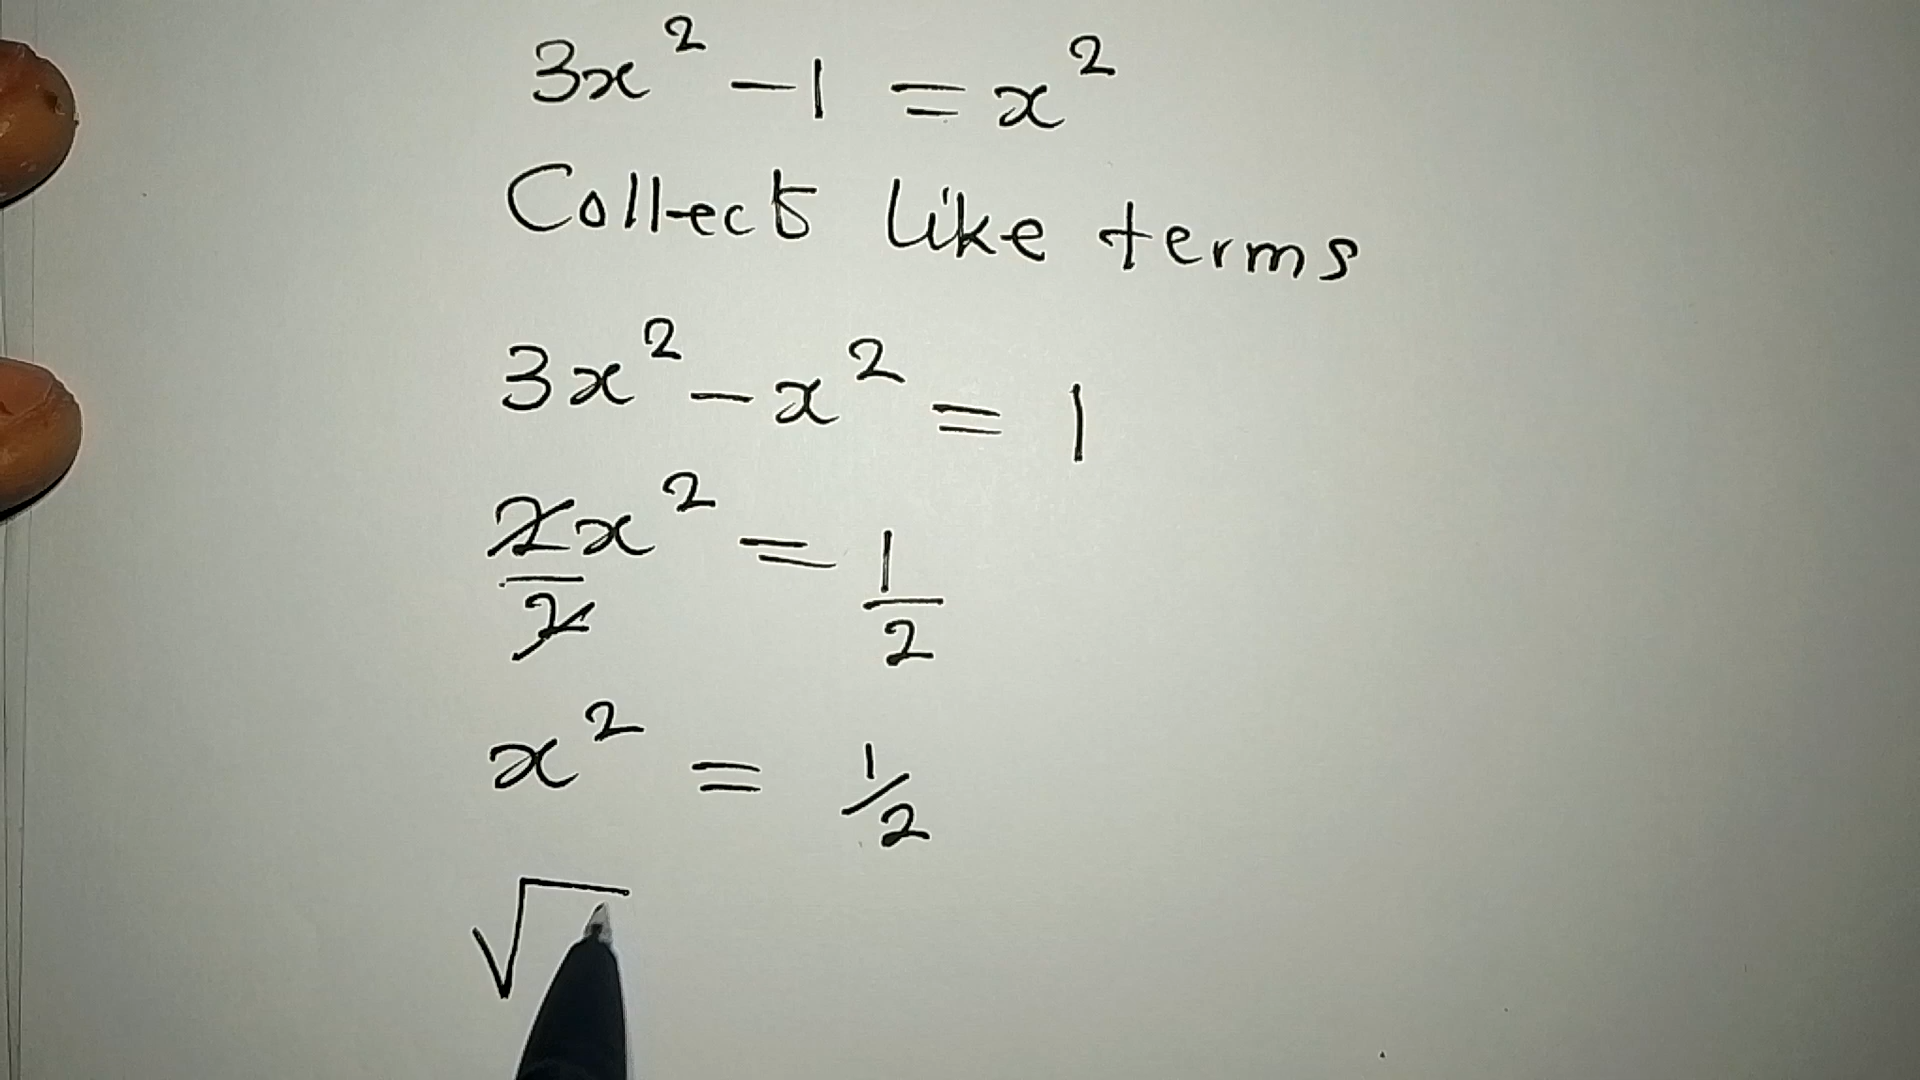 3x² - 1 = x²
Collect like terms
3x² - x² = 1
2x²/2 = 1/2
x² = 1/2
√